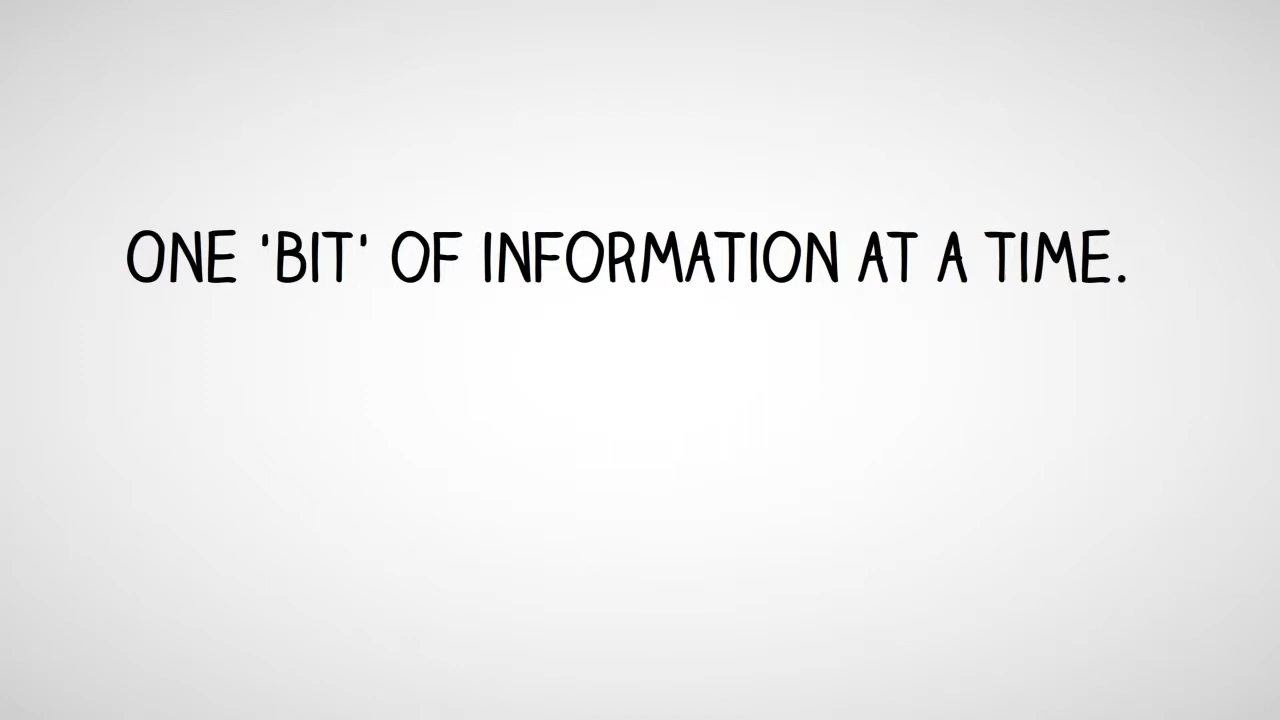 ONE 'BIT' OF INFORMATION AT A TIME.